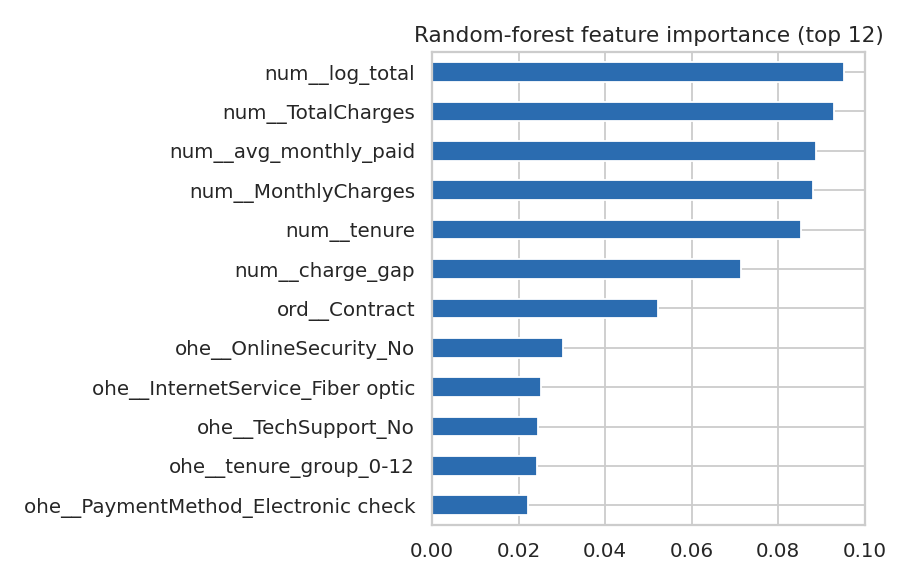 Random-forest feature importance (top 12)
num__log_total
num__TotalCharges
num__avg_monthly_paid
num__MonthlyCharges
num__tenure
num__charge_gap
ord__Contract
ohe__OnlineSecurity_No
ohe__InternetService_Fiber optic
ohe__TechSupport_No
ohe__tenure_group_0-12
ohe__PaymentMethod_Electronic check
0.00 0.02 0.04 0.06 0.08 0.10